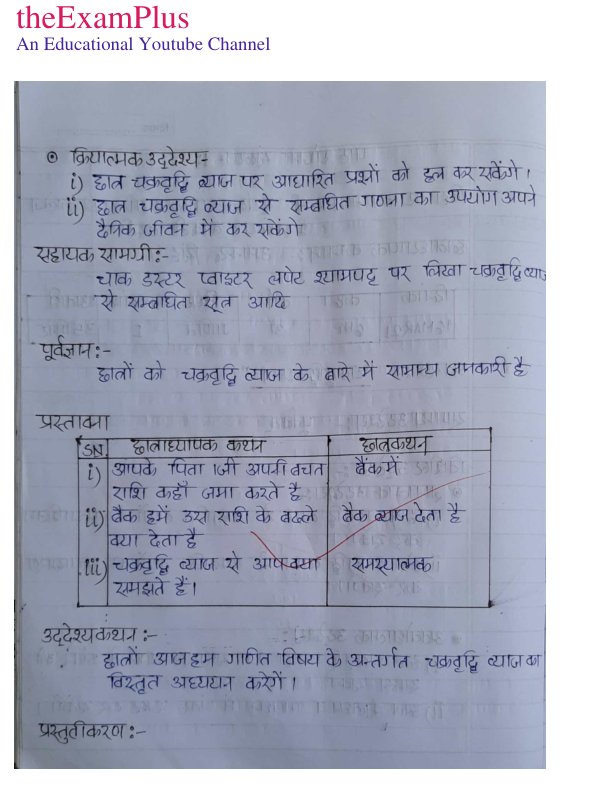 theExamPlus
An Educational Youtube Channel
⊙ क्रियात्मक उद्देश्य-
i) छात्र चक्रवृद्धि ब्याज पर आधारित प्रश्नों को हल कर सकेंगे।
ii) छात्र चक्रवृद्धि ब्याज से सम्बंधित गणना का उपयोग अपने
दैनिक जीवन में कर सकेंगे
सहायक सामग्री:-
चाक डस्टर प्वाइटर लपेट श्यामपट्ट पर लिखा चक्रवृद्धि ब्याज
से सम्बंधित सूत्र आदि
पूर्वज्ञान:-
छात्रों को चक्रवृद्धि ब्याज के बारे में सामान्य जानकारी है
प्रस्तावना
SN छात्राध्यापक कथन छात्रकथन
i) आपके पिता जी अपनी बचत बैंक में
राशि कहाँ जमा करते है
ii) बैंक हमें उस राशि के बदले बैंक ब्याज देता है
क्या देता है
iii) चक्रवृद्धि ब्याज से आप क्या समस्यात्मक
समझते हैं।
उद्देश्यकथन:-
छात्रों आज हम गणित विषय के अन्तर्गत चक्रवृद्धि ब्याज का
विस्तृत अध्ययन करेगें।
प्रस्तुतीकरण:-